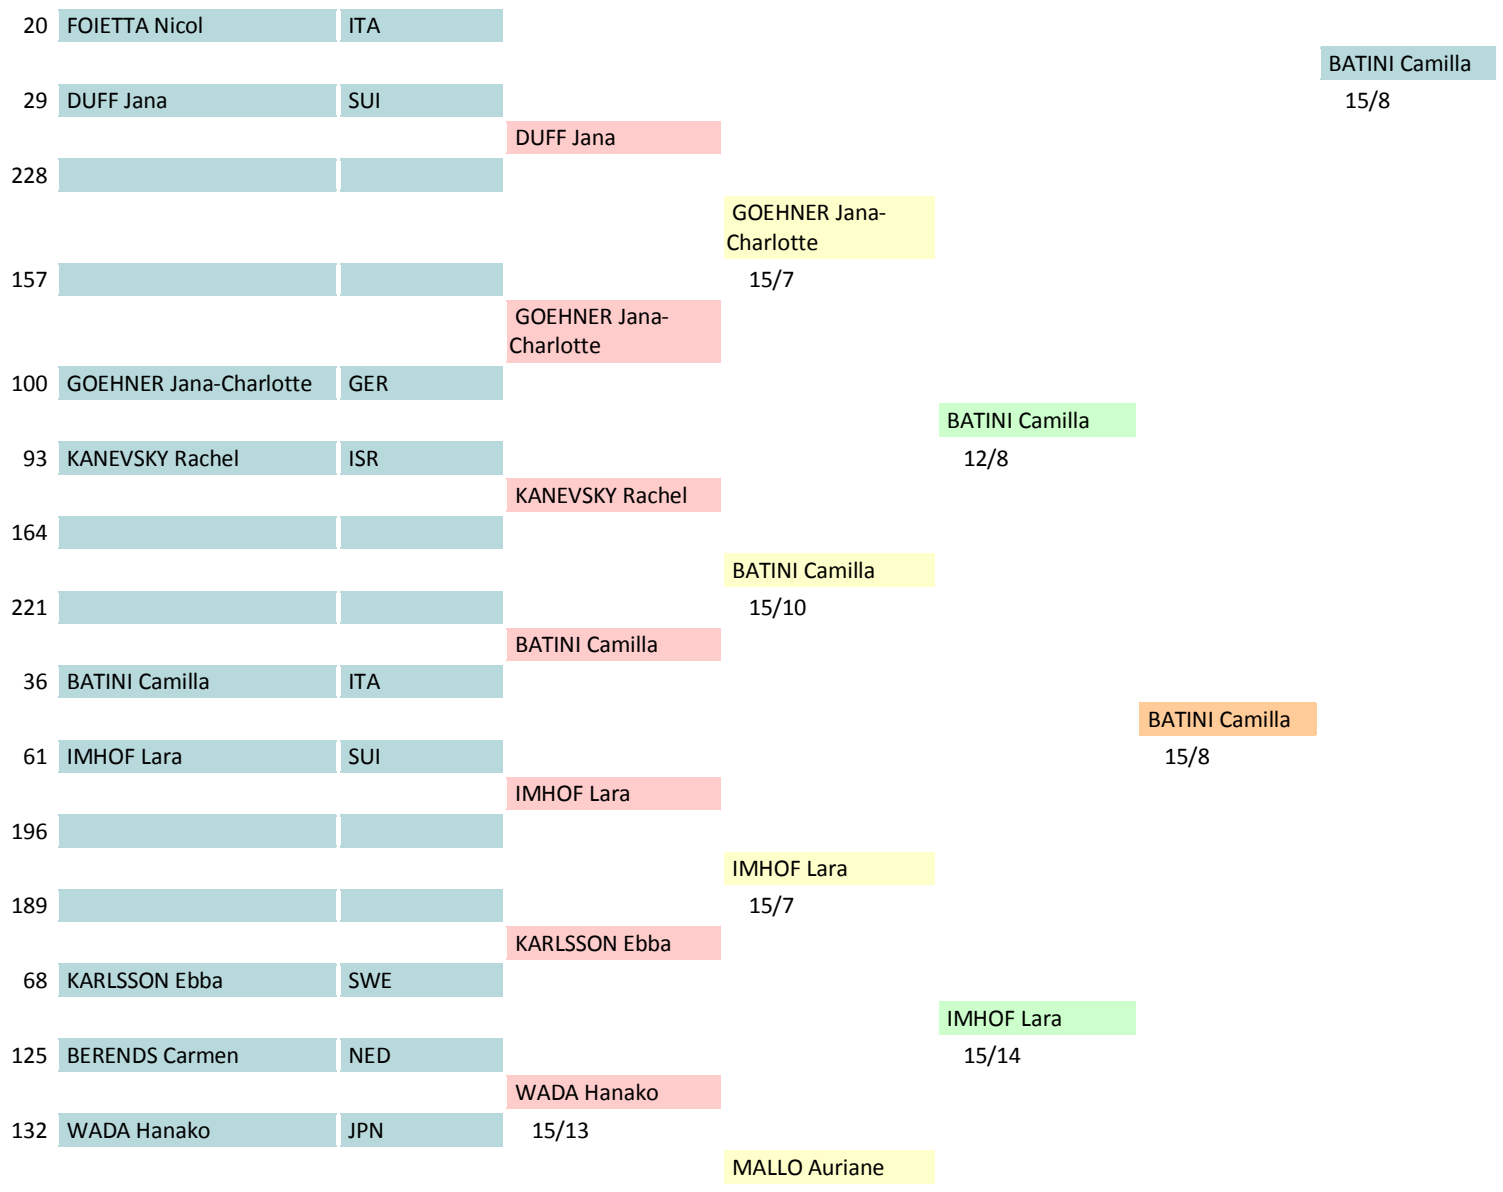 20 FOIETTA Nicol ITA
BATINI Camilla
29 DUFF Jana SUI 15/8
DUFF Jana
228
GOEHNER Jana-
Charlotte
157 15/7
GOEHNER Jana-
Charlotte
100 GOEHNER Jana-Charlotte GER
BATINI Camilla
93 KANEVSKY Rachel ISR 12/8
KANEVSKY Rachel
164
BATINI Camilla
221 15/10
BATINI Camilla
36 BATINI Camilla ITA
BATINI Camilla
61 IMHOF Lara SUI 15/8
IMHOF Lara
196
IMHOF Lara
189 15/7
KARLSSON Ebba
68 KARLSSON Ebba SWE
IMHOF Lara
125 BERENDS Carmen NED 15/14
WADA Hanako
132 WADA Hanako JPN 15/13
MALLO Auriane